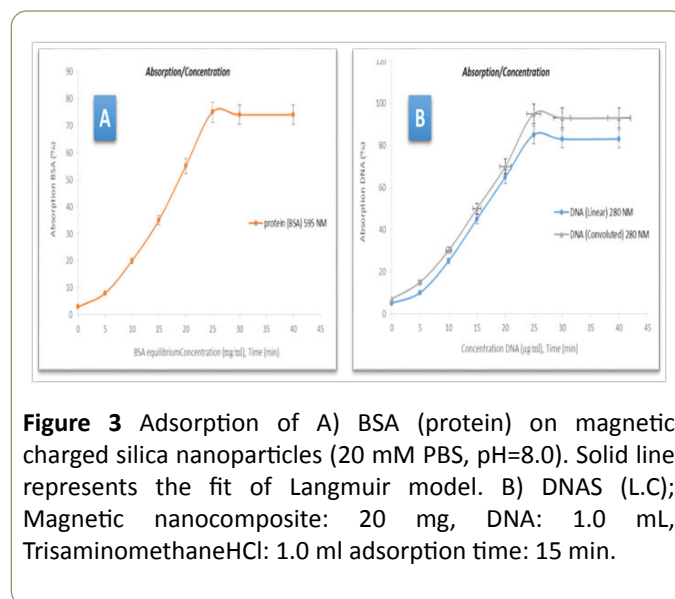 Absorption/Concentration
A
Absorption BSA (%)
90
80
70
60
50
40
30
20
10
0
0 5 10 15 20 25 30 35 40 45
protein (BSA) 595 NM
BSA equilibriumConcentration (mg/ml), Time (min)
Absorption/Concentration
B
Absorption DNA (%)
120
100
80
60
40
20
0
0 5 10 15 20 25 30 35 40 45
DNA (Linear) 280 NM
DNA (Convoluted) 280 NM
Concentration DNA (µg/ml), Time (min)
Figure 3 Adsorption of A) BSA (protein) on magnetic
charged silica nanoparticles (20 mM PBS, pH=8.0). Solid line
represents the fit of Langmuir model. B) DNAS (L.C);
Magnetic nanocomposite: 20 mg, DNA: 1.0 mL,
TrisaminomethaneHCl: 1.0 ml adsorption time: 15 min.